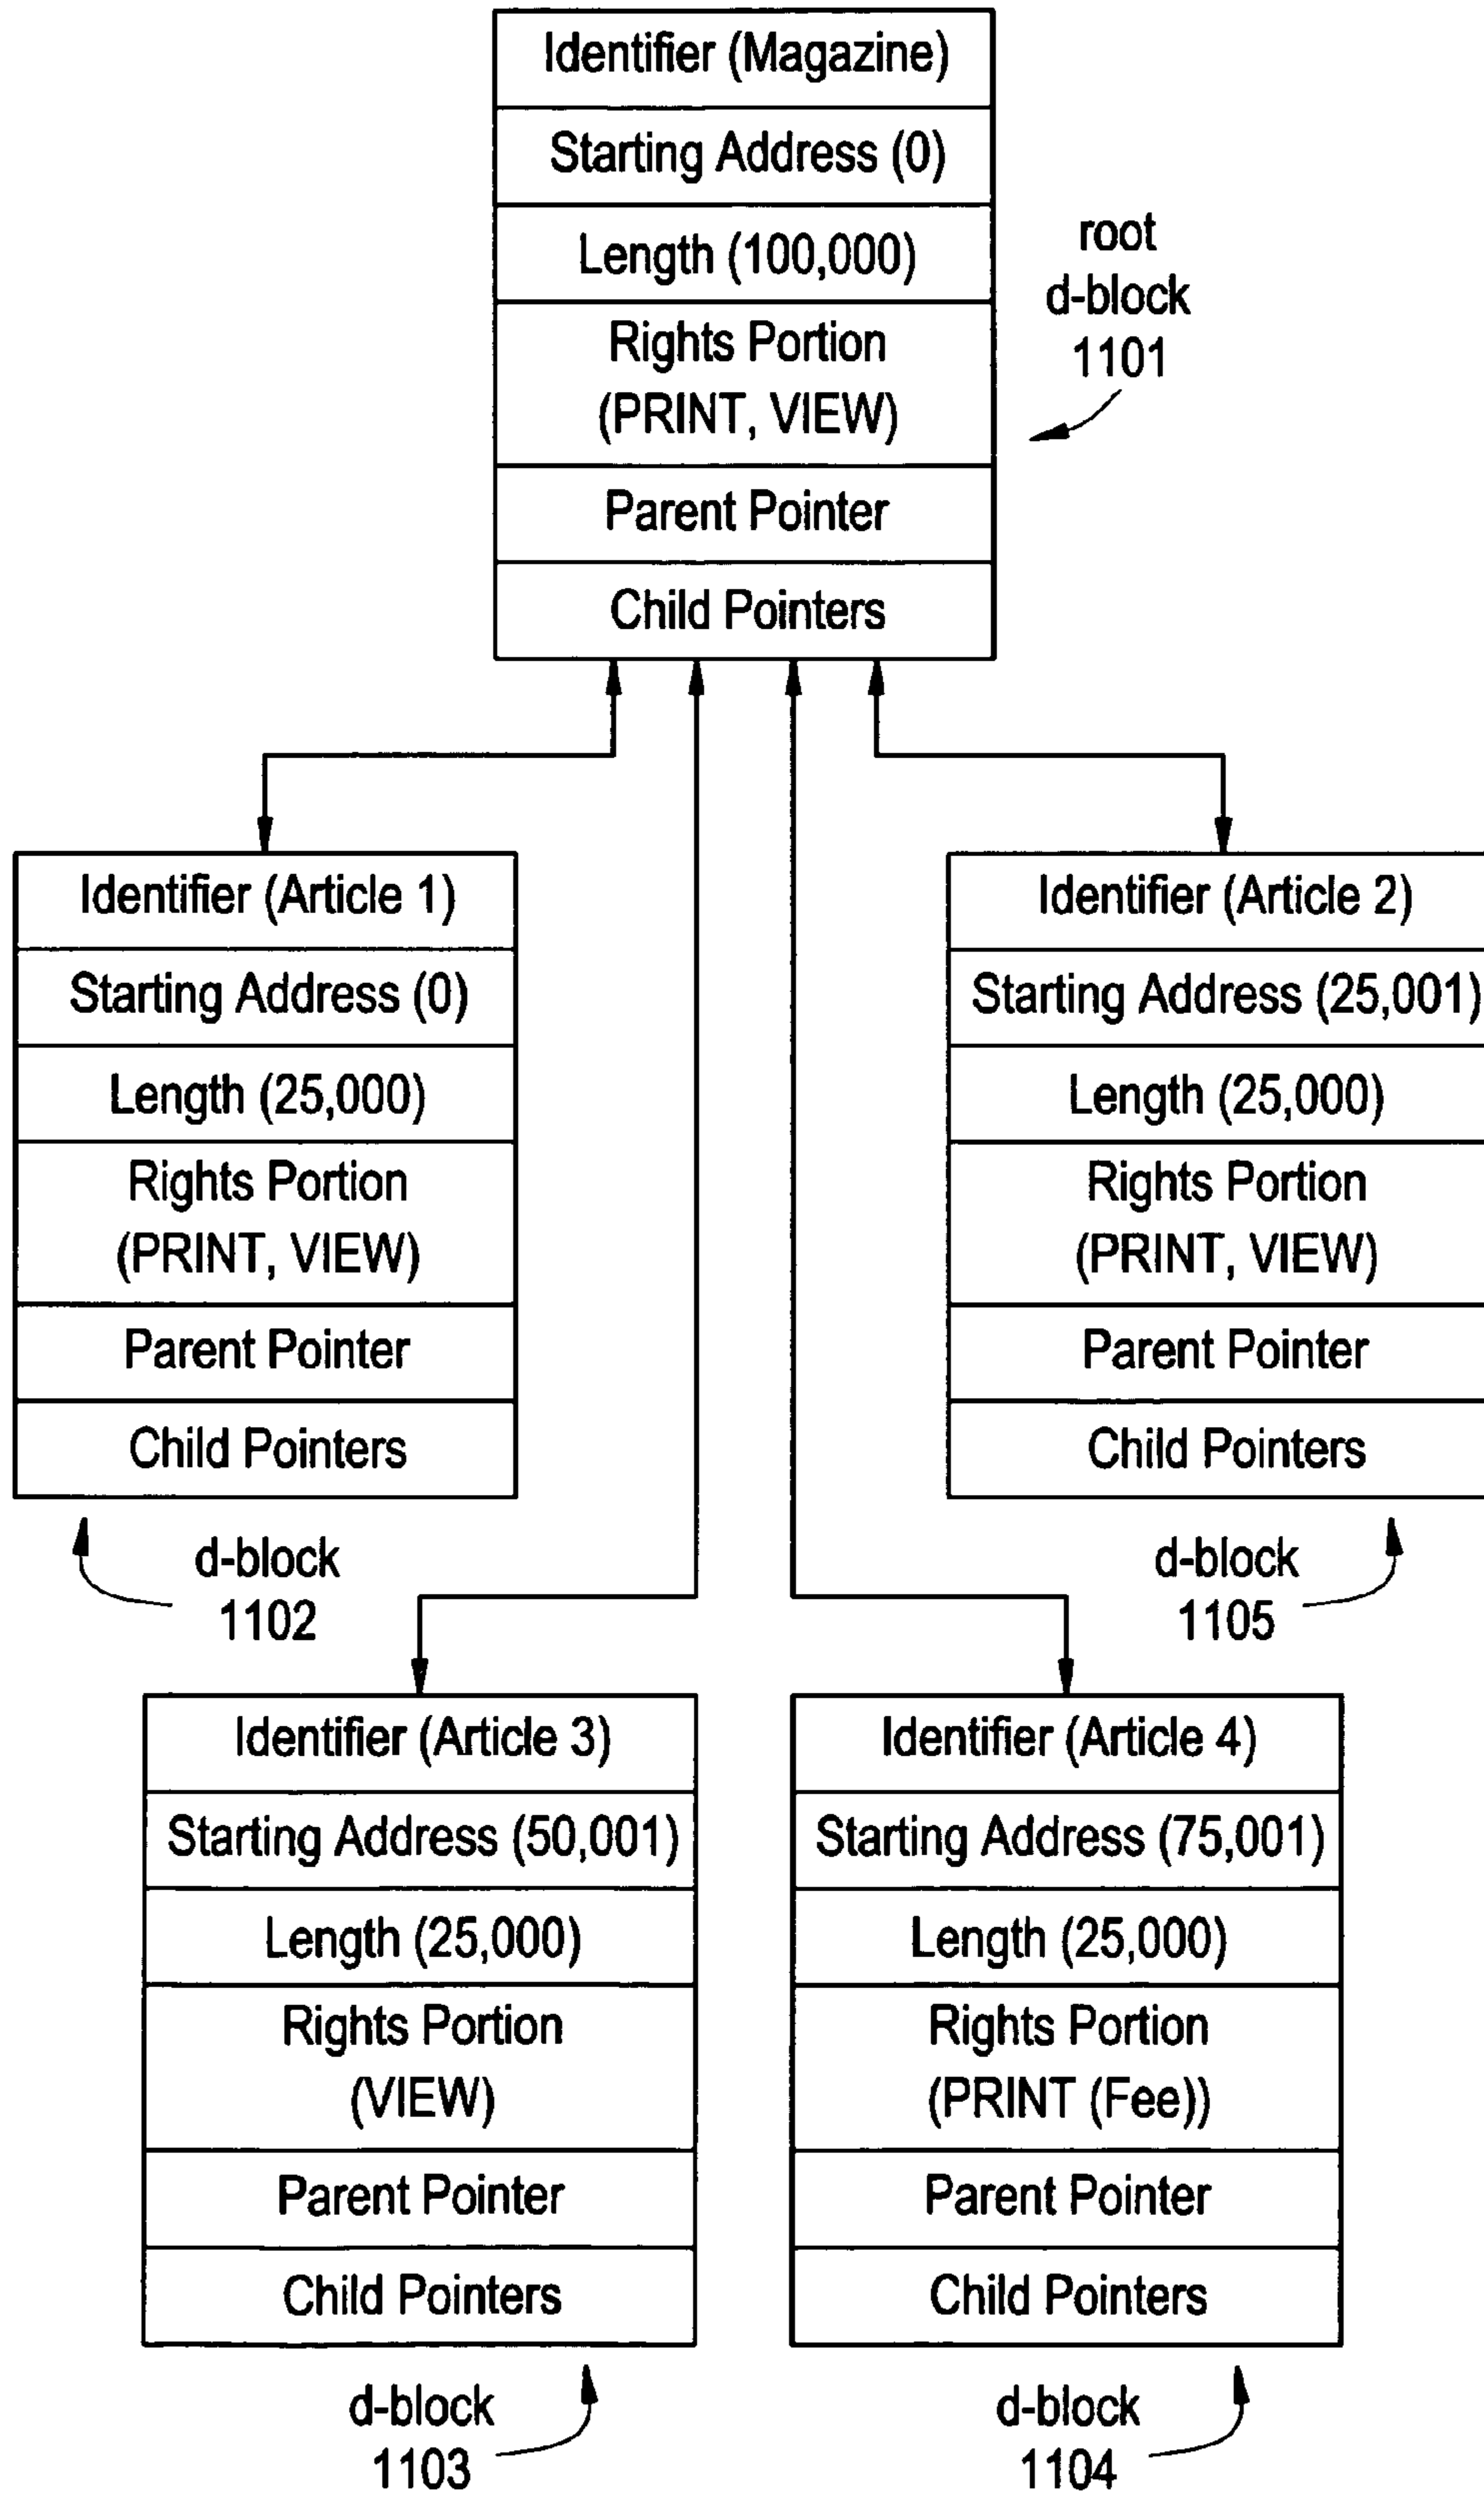 Identifier (Magazine)
Starting Address (0)
Length (100,000)
Rights Portion
(PRINT, VIEW)
Parent Pointer
Child Pointers
root
d-block
1101
Identifier (Article 1)
Starting Address (0)
Length (25,000)
Rights Portion
(PRINT, VIEW)
Parent Pointer
Child Pointers
d-block
1102
Identifier (Article 2)
Starting Address (25,001)
Length (25,000)
Rights Portion
(PRINT, VIEW)
Parent Pointer
Child Pointers
d-block
1105
Identifier (Article 3)
Starting Address (50,001)
Length (25,000)
Rights Portion
(VIEW)
Parent Pointer
Child Pointers
d-block
1103
Identifier (Article 4)
Starting Address (75,001)
Length (25,000)
Rights Portion
(PRINT (Fee))
Parent Pointer
Child Pointers
d-block
1104